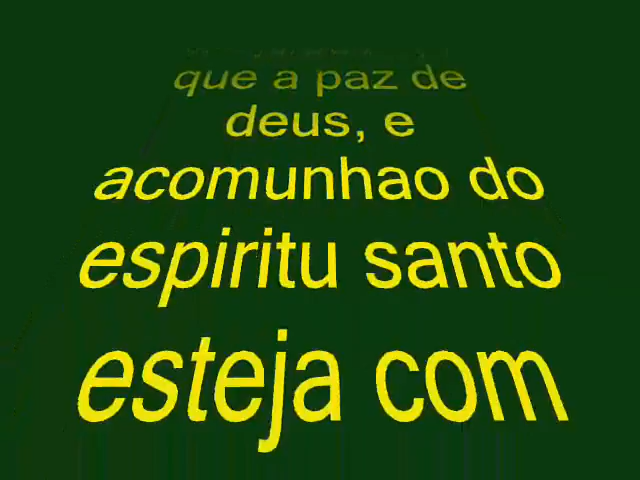 que a paz de
deus, e
acomunhao do
espiritu santo
esteja com